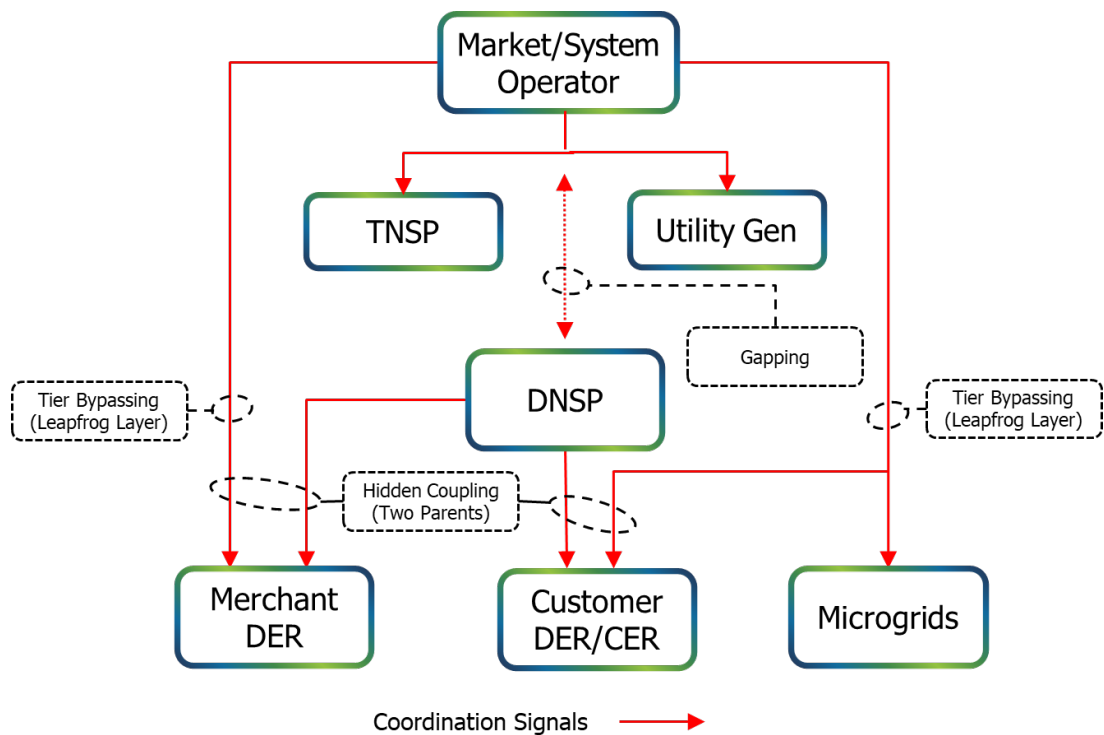 Market/System
Operator
TNSP
Utility Gen
Gapping
DNSP
Tier Bypassing
(Leapfrog Layer)
Tier Bypassing
(Leapfrog Layer)
Hidden Coupling
(Two Parents)
Merchant
DER
Customer
DER/CER
Microgrids
Coordination Signals